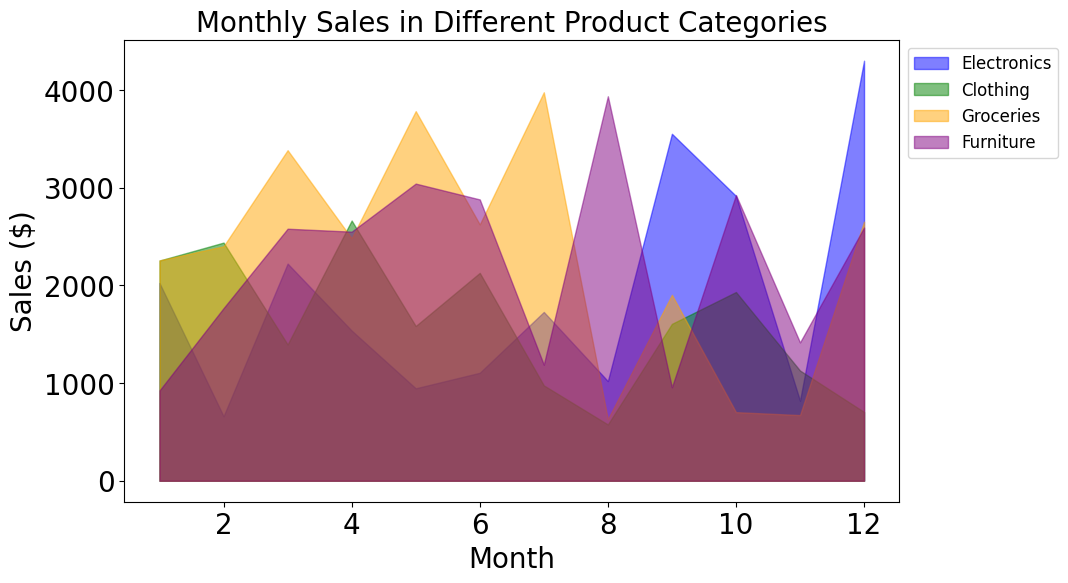 Monthly Sales in Different Product Categories
Electronics
Clothing
Groceries
Furniture
Sales ($)
4000
3000
2000
1000
0
2 4 6 8 10 12
Month